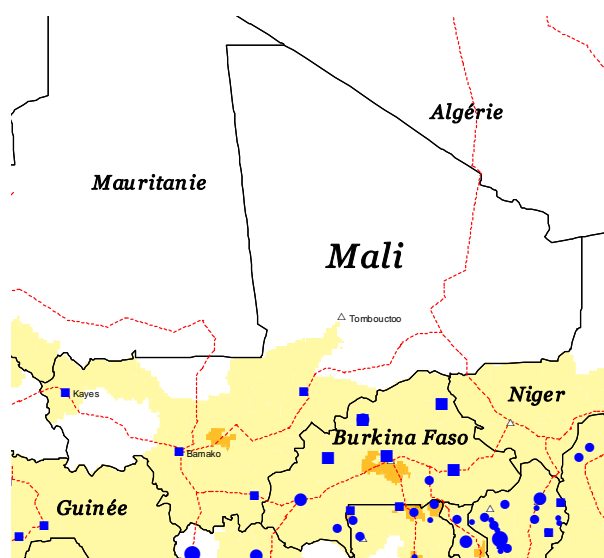 Algérie
Mauritanie
Mali
Tombouctoo
Kayes
Niger
Burkina Faso
Bamako
Guinée